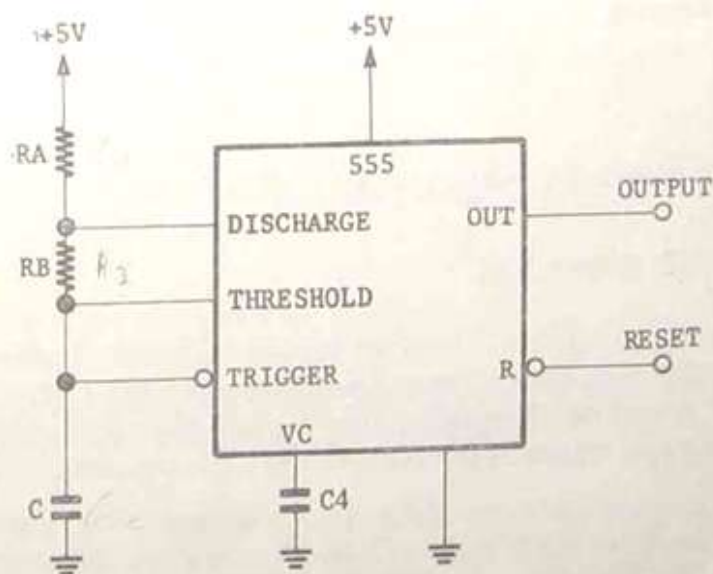 +5V
+5V
RA
555
OUTPUT
DISCHARGE
OUT
RB
THRESHOLD
RESET
TRIGGER
R
VC
C
C4